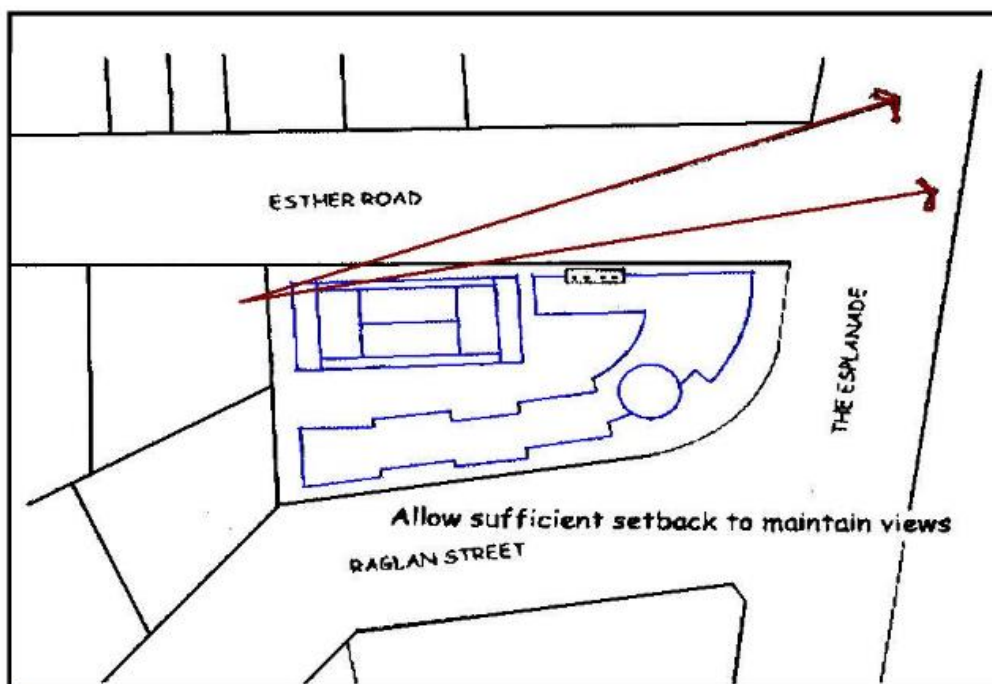 ESTHER ROAD
THE ESPLANADE
Allow sufficient setback to maintain views
RAGLAN STREET